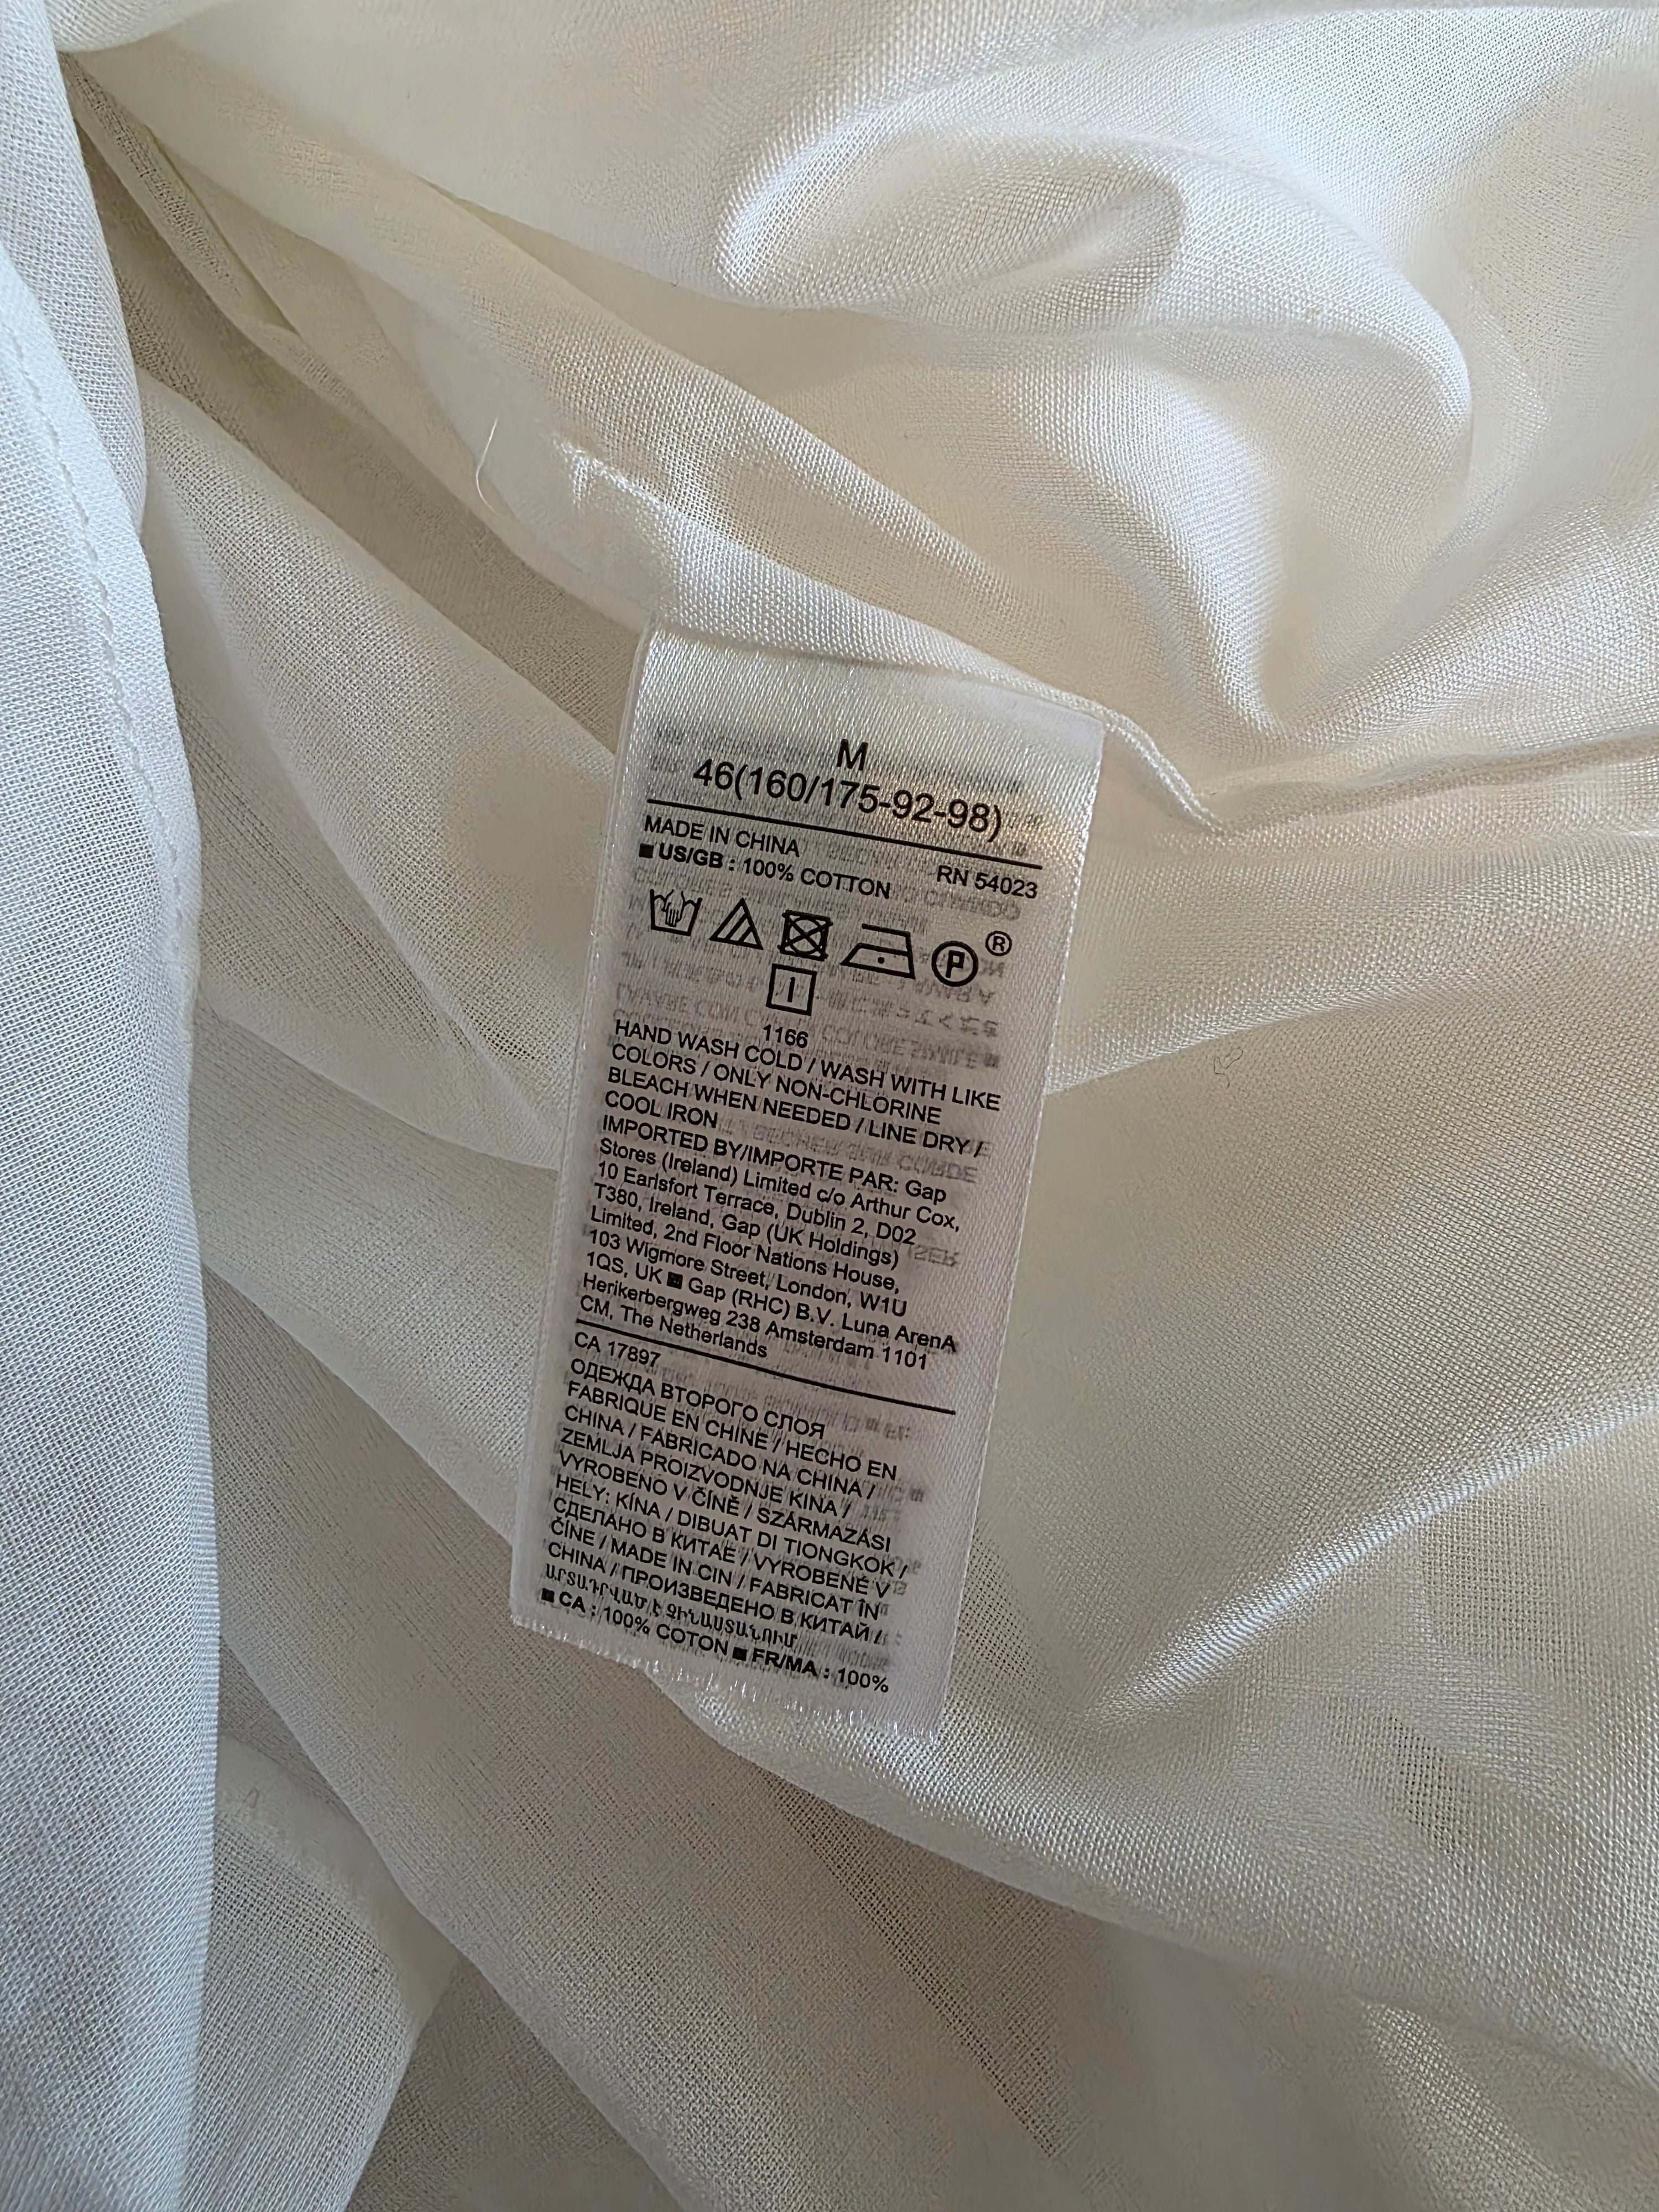 M
46(160/175-92-98)
MADE IN CHINA RN 54023
■ US/GB : 100% COTTON
P ®
1166
HAND WASH COLD / WASH WITH LIKE
COLORS / ONLY NON-CHLORINE
BLEACH WHEN NEEDED / LINE DRY /
COOL IRON
IMPORTED BY/IMPORTE PAR: Gap
Stores (Ireland) Limited c/o Arthur Cox,
10 Earlsfort Terrace, Dublin 2, D02
T380, Ireland, Gap (UK Holdings)
Limited, 2nd Floor Nations House,
103 Wigmore Street, London, W1U
1QS, UK ■ Gap (RHC) B.V. Luna ArenA
Herikerbergweg 238 Amsterdam 1101
CM, The Netherlands
CA 17897
ОДЕЖДА ВТОРОГО СЛОЯ
FABRIQUE EN CHINE / HECHO EN
CHINA / FABRICADO NA CHINA /
ZEMLJA PROIZVODNJE KINA /
VYROBENO V ČÍNĚ / SZÁRMAZÁSI
HELY: KÍNA / DIBUAT DI TIONGKOK /
СДЕЛАНО В КИТАЕ / VYROBENÉ V
ČÍNE / MADE IN CIN / FABRICAT ÎN
CHINA / ПРОИЗВЕДЕНО В КИТАЙ /
ԱՐՏԱԴՐՎԱԾ Է ՉԻՆԱՍՏԱՆՈՒՄ
■ CA : 100% COTON ■ FR/MA : 100%